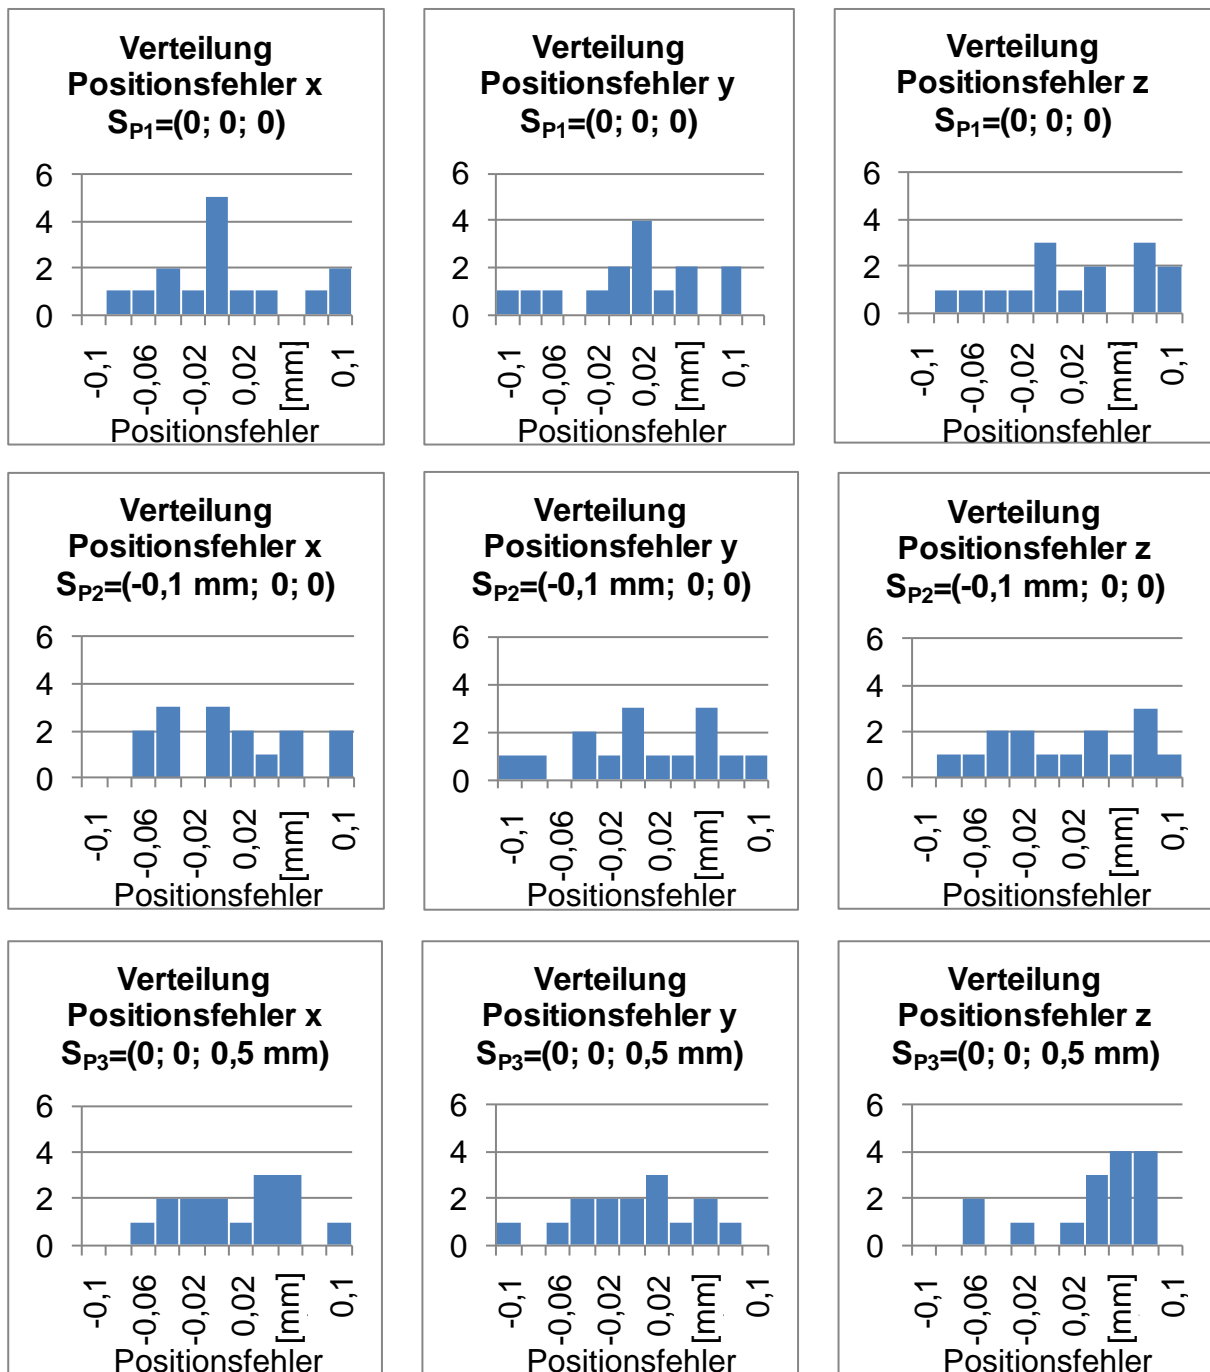 Verteilung
Positionsfehler x
SP1=(0; 0; 0)
6
4
2
0
-0,1
-0,06
-0,02
0,02
[mm]
0,1
Positionsfehler
Verteilung
Positionsfehler y
SP1=(0; 0; 0)
6
4
2
0
-0,1
-0,06
-0,02
0,02
[mm]
0,1
Positionsfehler
Verteilung
Positionsfehler z
SP1=(0; 0; 0)
6
4
2
0
-0,1
-0,06
-0,02
0,02
[mm]
0,1
Positionsfehler
Verteilung
Positionsfehler x
SP2=(-0,1 mm; 0; 0)
6
4
2
0
-0,1
-0,06
-0,02
0,02
[mm]
0,1
Positionsfehler
Verteilung
Positionsfehler y
SP2=(-0,1 mm; 0; 0)
6
4
2
0
-0,1
-0,06
-0,02
0,02
[mm]
0,1
Positionsfehler
Verteilung
Positionsfehler z
SP2=(-0,1 mm; 0; 0)
6
4
2
0
-0,1
-0,06
-0,02
0,02
[mm]
0,1
Positionsfehler
Verteilung
Positionsfehler x
SP3=(0; 0; 0,5 mm)
6
4
2
0
-0,1
-0,06
-0,02
0,02
[mm]
0,1
Positionsfehler
Verteilung
Positionsfehler y
SP3=(0; 0; 0,5 mm)
6
4
2
0
-0,1
-0,06
-0,02
0,02
[mm]
0,1
Positionsfehler
Verteilung
Positionsfehler z
SP3=(0; 0; 0,5 mm)
6
4
2
0
-0,1
-0,06
-0,02
0,02
[mm]
0,1
Positionsfehler